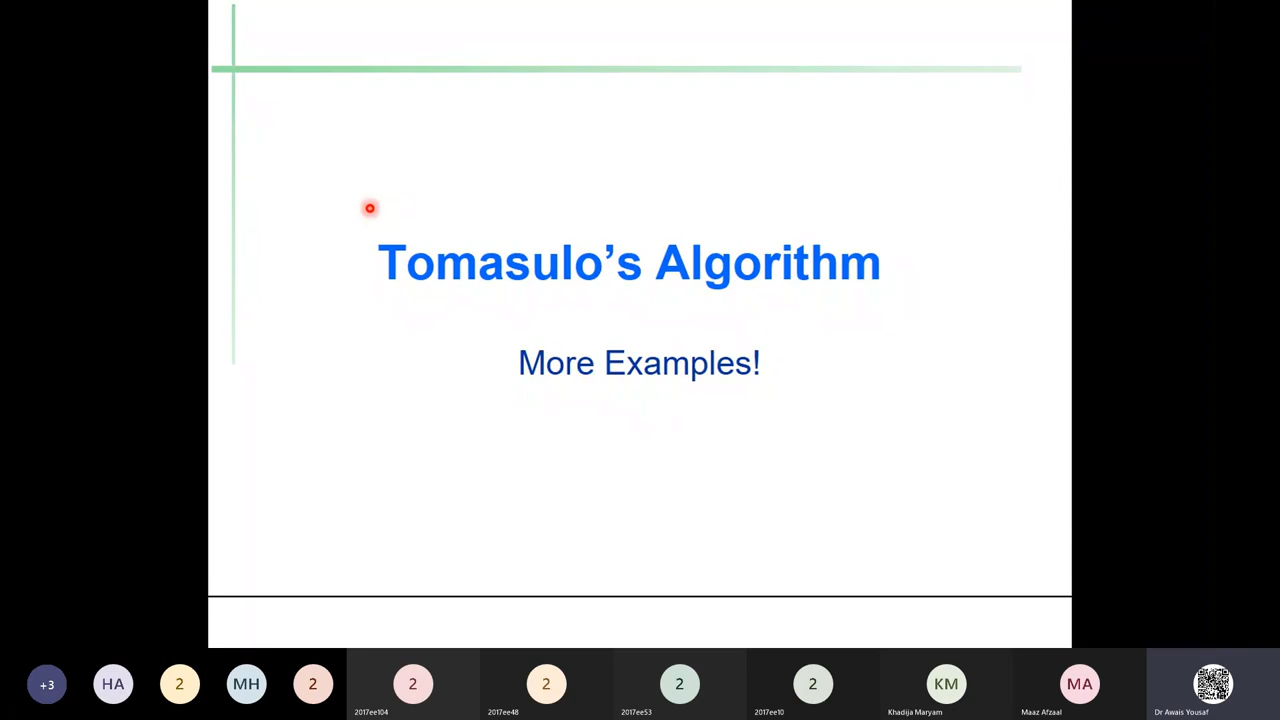 Tomasulo’s Algorithm
More Examples!
+3
HA
2
MH
2
2
2
2
2
KM
MA
2017ee104
2017ee48
2017ee53
2017ee10
Khadija Maryam
Maaz Afzaal
Dr Awais Yousaf